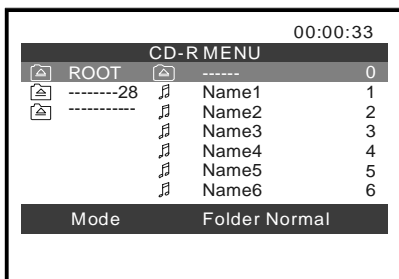 00:00:33
CD-R MENU
ROOT ------ 0
--------28 Name1 1
----------- Name2 2
Name3 3
Name4 4
Name5 5
Name6 6
Mode Folder Normal